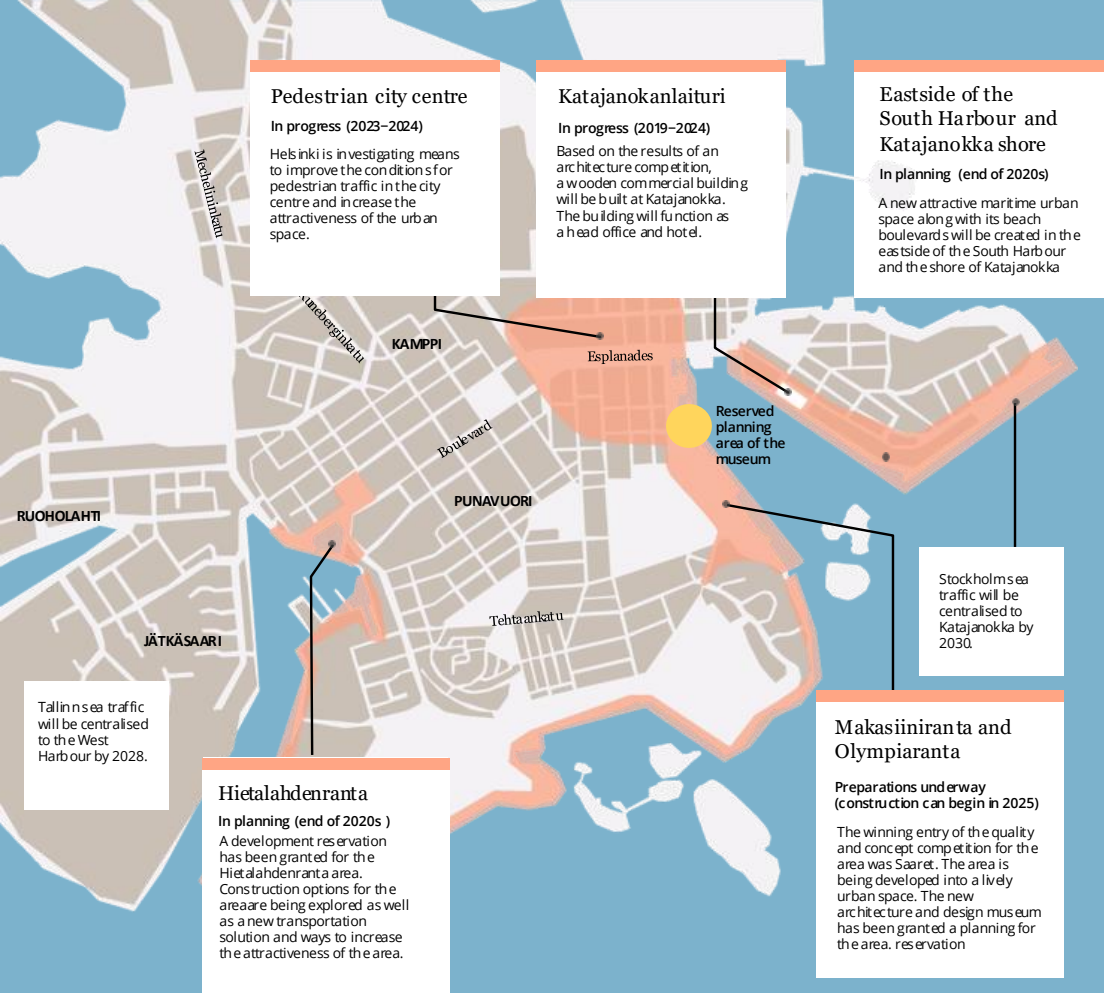 Pedestrian city centre
In progress (2023–2024)
Helsinki is investigating means
to improve the conditions for
pedestrian traffic in the city
centre and increase the
attractiveness of the urban
space.
Katajanokanlaituri
In progress (2019–2024)
Based on the results of an
architecture competition,
a wooden commercial building
will be built at Katajanokka.
The building will function as
a head office and hotel.
Eastside of the
South Harbour and
Katajanokka shore
In planning (end of 2020s)
A new attractive maritime urban
space along with its beach
boulevards will be created in the
eastside of the South Harbour
and the shore of Katajanokka
Mechelininkatu
Runeberginkatu
KAMPPI
Esplanades
Boulevard
Reserved
planning
area of the
museum
PUNAVUORI
RUOHOLAHTI
Tehtaankatu
JÄTKÄSAARI
Stockholm sea
traffic will be
centralised to
Katajanokka by
2030.
Tallinn sea traffic
will be centralised
to the West
Harbour by 2028.
Makasiiniranta and
Olympiaranta
Preparations underway
(construction can begin in 2025)
The winning entry of the quality
and concept competition for the
area was Saaret. The area is
being developed into a lively
urban space. The new
architecture and design museum
has been granted a planning for
the area. reservation
Hietalahdenranta
In planning (end of 2020s )
A development reservation
has been granted for the
Hietalahdenranta area.
Construction options for the
areaare being explored as well
as a new transportation
solution and ways to increase
the attractiveness of the area.